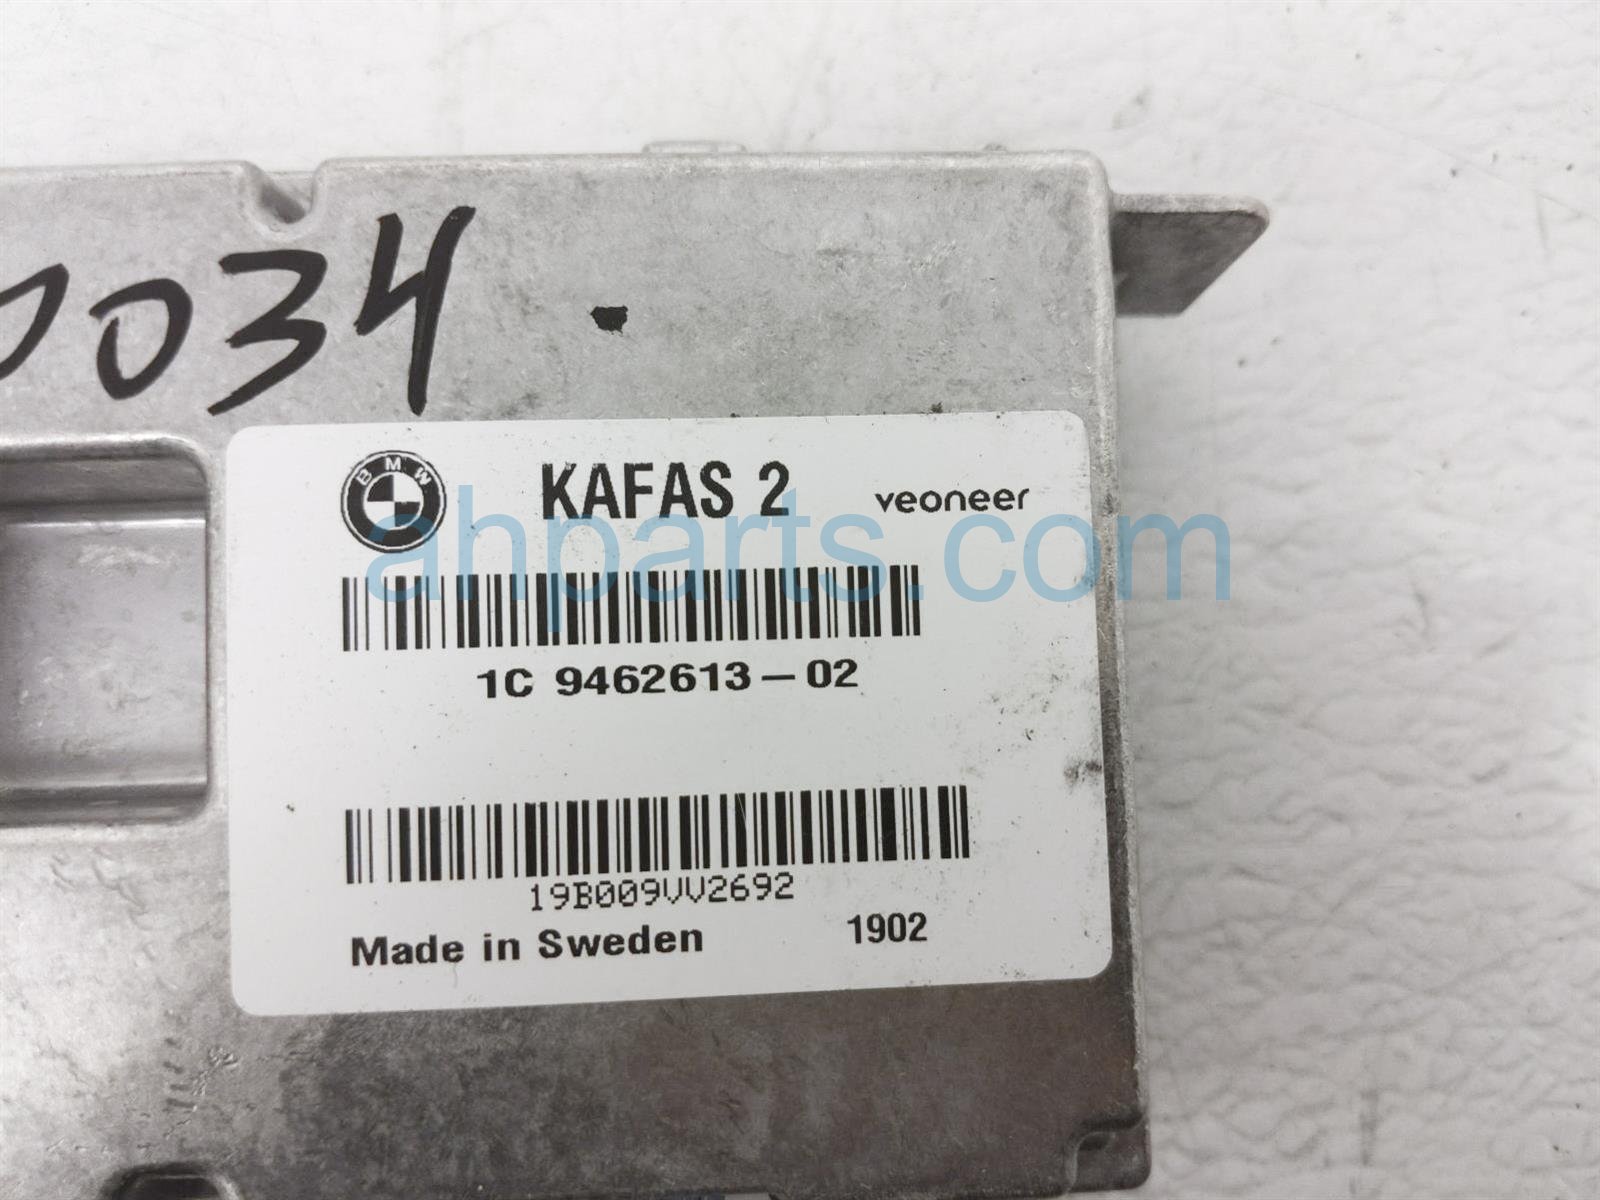 0034
BMW
KAFAS 2
veoneer
ahparts.com
1C 9462613-02
19B009VV2692
Made in Sweden
1902